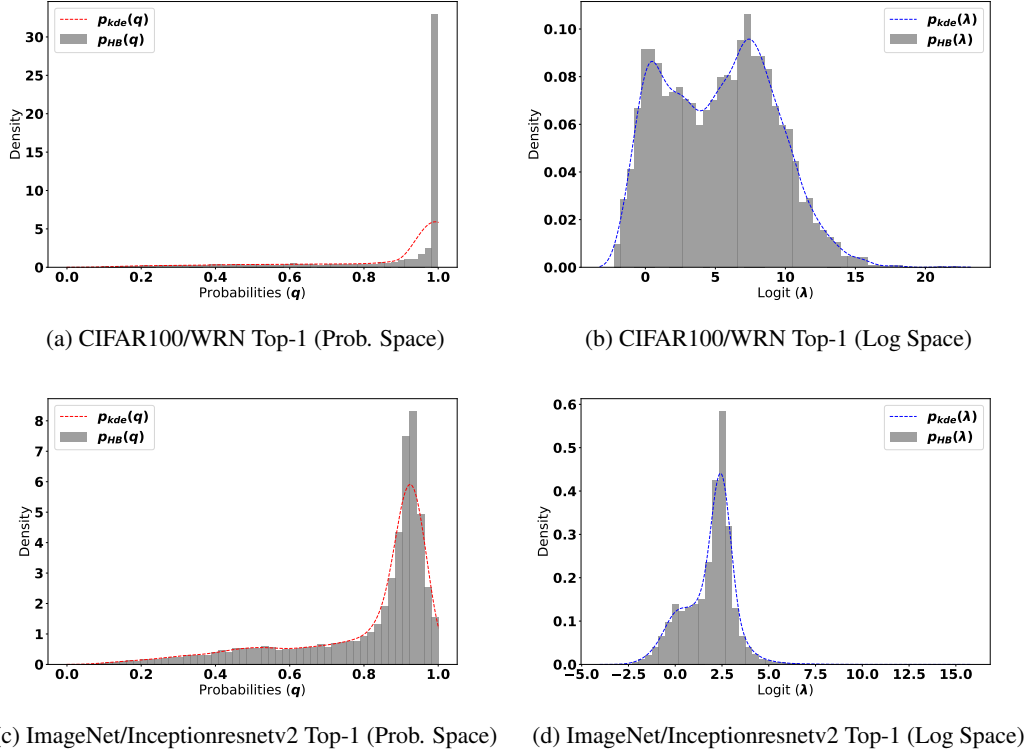 p_kde(q)
p_HB(q)
Density
30
25
20
15
10
5
0
0.0 0.2 0.4 0.6 0.8 1.0
Probabilities (q)
(a) CIFAR100/WRN Top-1 (Prob. Space)
p_kde(λ)
p_HB(λ)
Density
0.10
0.08
0.06
0.04
0.02
0.00
0 5 10 15 20
Logit (λ)
(b) CIFAR100/WRN Top-1 (Log Space)
p_kde(q)
p_HB(q)
Density
8
7
6
5
4
3
2
1
0
0.0 0.2 0.4 0.6 0.8 1.0
Probabilities (q)
c) ImageNet/Inceptionresnetv2 Top-1 (Prob. Space)
p_kde(λ)
p_HB(λ)
Density
0.6
0.5
0.4
0.3
0.2
0.1
0.0
−5.0 −2.5 0.0 2.5 5.0 7.5 10.0 12.5 15.0
Logit (λ)
(d) ImageNet/Inceptionresnetv2 Top-1 (Log Space)